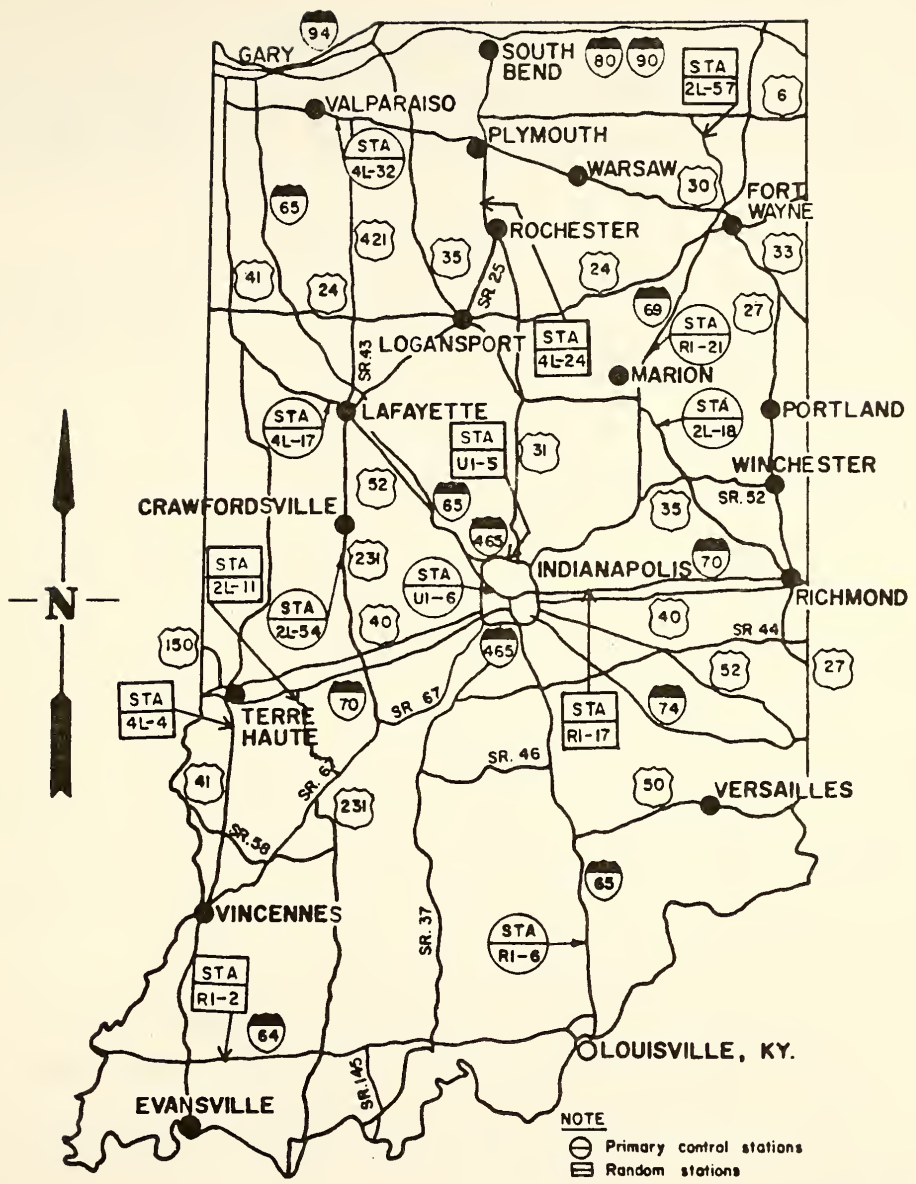 94
GARY
SOUTH
BEND
80
90
STA
2L-57
6
VALPARAISO
STA
4L-32
PLYMOUTH
WARSAW
30
FORT
WAYNE
65
421
35
ROCHESTER
33
41
24
SR 25
24
27
69
STA
R1-21
LOGANSPORT
STA
4L-24
SR43
MARION
STA
4L-17
LAFAYETTE
STA
2L-18
PORTLAND
STA
U1-5
31
52
WINCHESTER
CRAWFORDSVILLE
65
35
SR. 52
465
231
STA
2L-11
STA
U1-6
INDIANAPOLIS
70
N
RICHMOND
STA
2L-54
40
40
SR 44
150
465
52
27
STA
4L-4
TERRE
HAUTE
70
SR 67
STA
R1-17
74
SR. 46
41
SR. 67
231
50
VERSAILLES
SR.58
65
VINCENNES
SR. 37
STA
R1-6
STA
R1-2
64
LOUISVILLE, KY.
SR.145
EVANSVILLE
NOTE
Primary control stations
Random stations